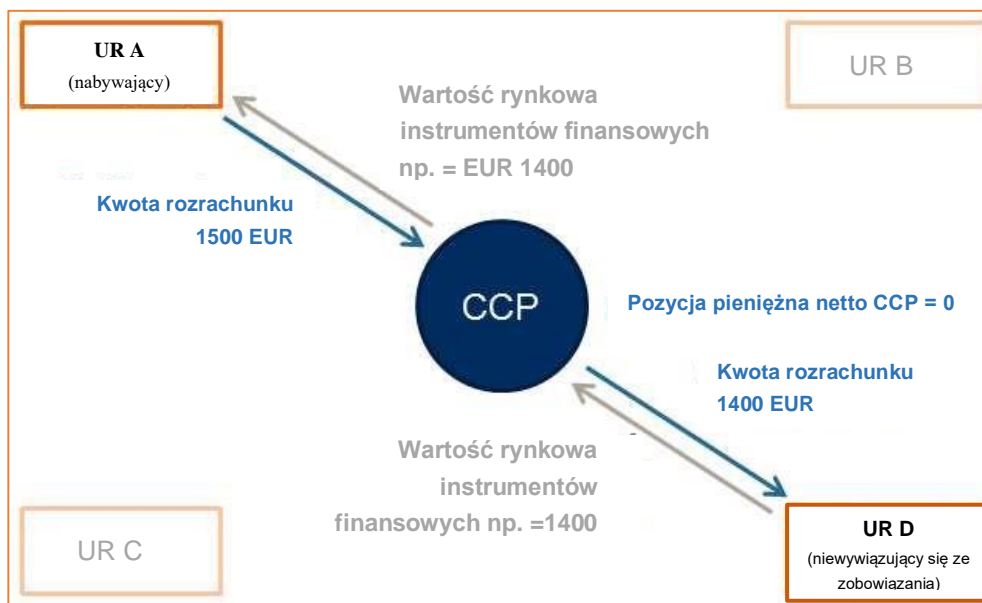 UR A
(nabywający)
UR B
Wartość rynkowa
instrumentów finansowych
np. = EUR 1400
Kwota rozrachunku
1500 EUR
CCP
Pozycja pieniężna netto CCP = 0
Kwota rozrachunku
1400 EUR
Wartość rynkowa
instrumentów
finansowych np. =1400
UR C
UR D
(niewywiązujący się ze
zobowiązania)